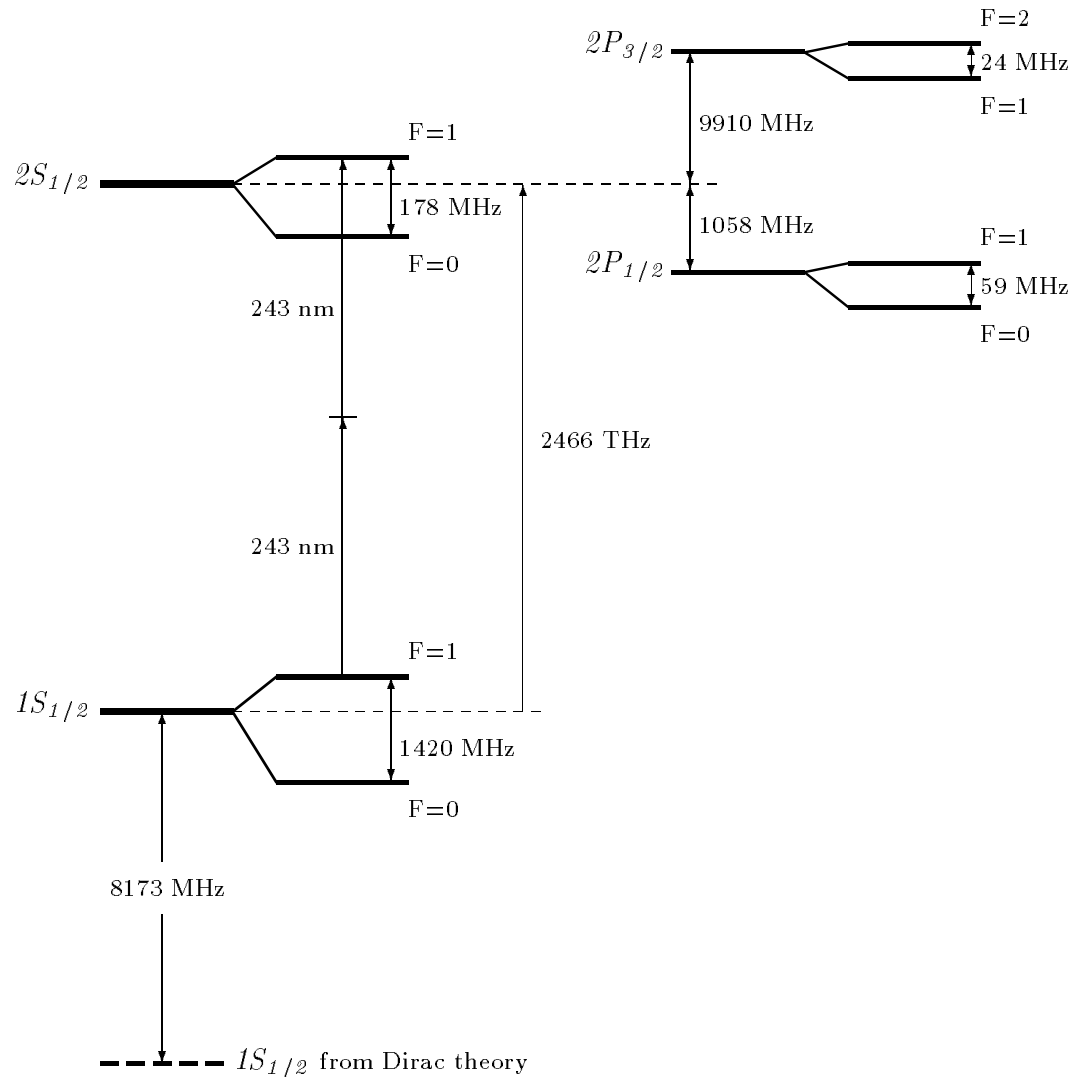 F=2
2P3/2
24 MHz
F=1
9910 MHz
F=1
2S1/2
178 MHz
1058 MHz
F=1
F=0
2P1/2
59 MHz
243 nm
F=0
2466 THz
243 nm
F=1
1S1/2
1420 MHz
F=0
8173 MHz
1S1/2 from Dirac theory